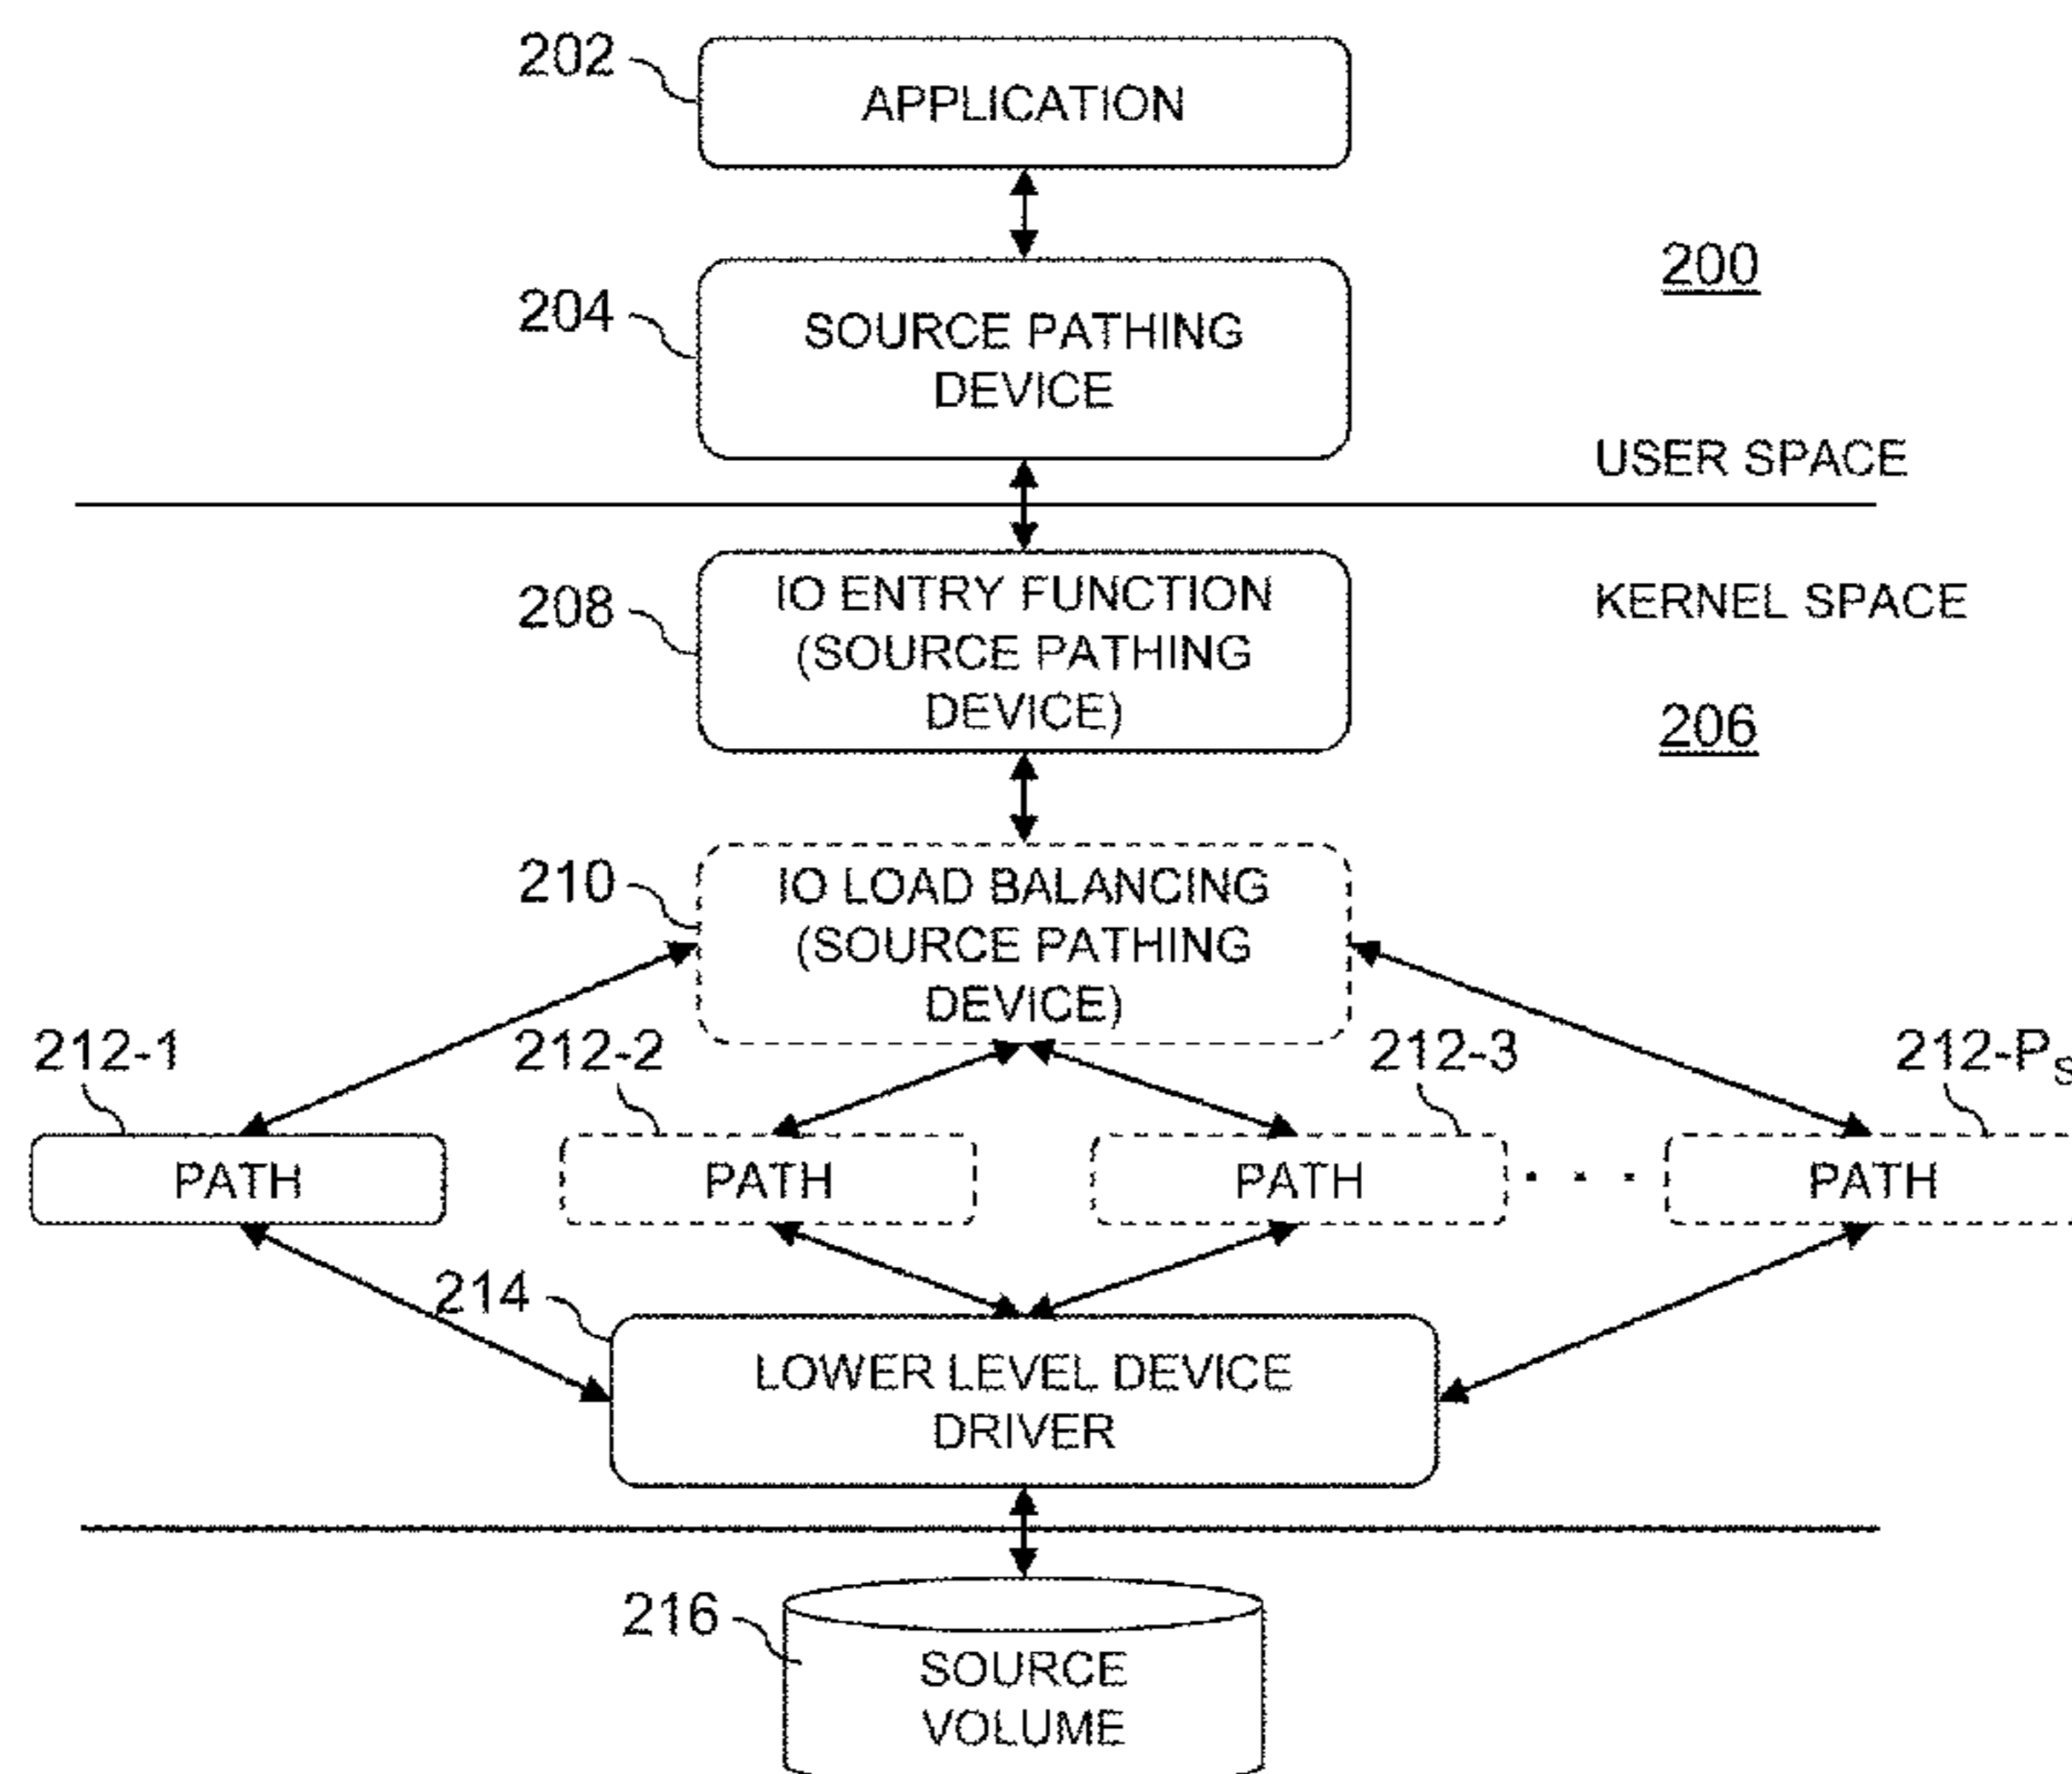 202
APPLICATION
200
204
SOURCE PATHING
DEVICE
USER SPACE
208
IO ENTRY FUNCTION
(SOURCE PATHING
DEVICE)
KERNEL SPACE
206
210
IO LOAD BALANCING
(SOURCE PATHING
DEVICE)
212-1
212-2
212-3
212-PS
PATH
PATH
PATH
. . .
PATH
214
LOWER LEVEL DEVICE
DRIVER
216
SOURCE
VOLUME